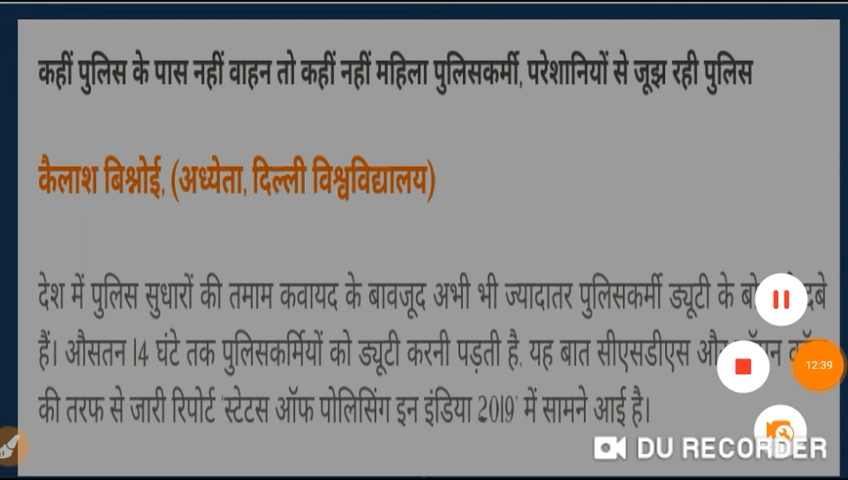 कहीं पुलिस के पास नहीं वाहन तो कहीं नहीं महिला पुलिसकर्मी, परेशानियों से जूझ रही पुलिस
कैलाश बिश्नोई, (अध्येता, दिल्ली विश्वविद्यालय)
देश में पुलिस सुधारों की तमाम कवायद के बावजूद अभी भी ज्यादातर पुलिसकर्मी ड्यूटी के दबे
हैं। औसतन 14 घंटे तक पुलिसकर्मियों को ड्यूटी करनी पड़ती है, यह बात सीएसडीएस
12:39
की तरफ से जारी रिपोर्ट 'स्टेटस ऑफ पोलिसिंग इन इंडिया 2019' में सामने आई है।
DU RECORDER